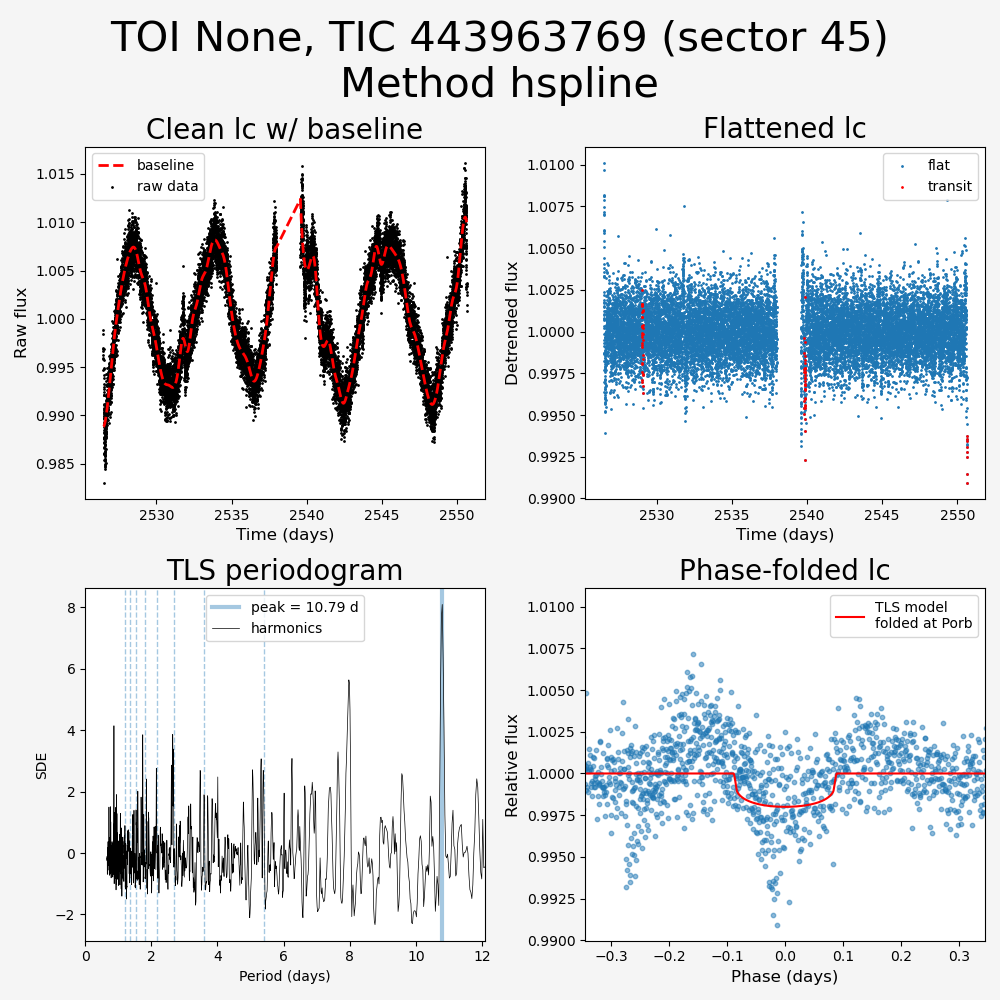 TOI None, TIC 443963769 (sector 45)
Method hspline
Clean lc w/ baseline
baseline
raw data
1.015
1.010
1.005
1.000
0.995
0.990
0.985
Raw flux
2530
2535
2540
2545
2550
Time (days)
Flattened lc
flat
transit
1.0100
1.0075
1.0050
1.0025
1.0000
0.9975
0.9950
0.9925
0.9900
Detrended flux
2530
2535
2540
2545
2550
Time (days)
TLS periodogram
peak = 10.79 d
harmonics
8
6
4
2
0
−2
SDE
0
2
4
6
8
10
12
Period (days)
Phase-folded lc
TLS model
folded at Porb
1.0100
1.0075
1.0050
1.0025
1.0000
0.9975
0.9950
0.9925
0.9900
Relative flux
−0.3
−0.2
−0.1
0.0
0.1
0.2
0.3
Phase (days)